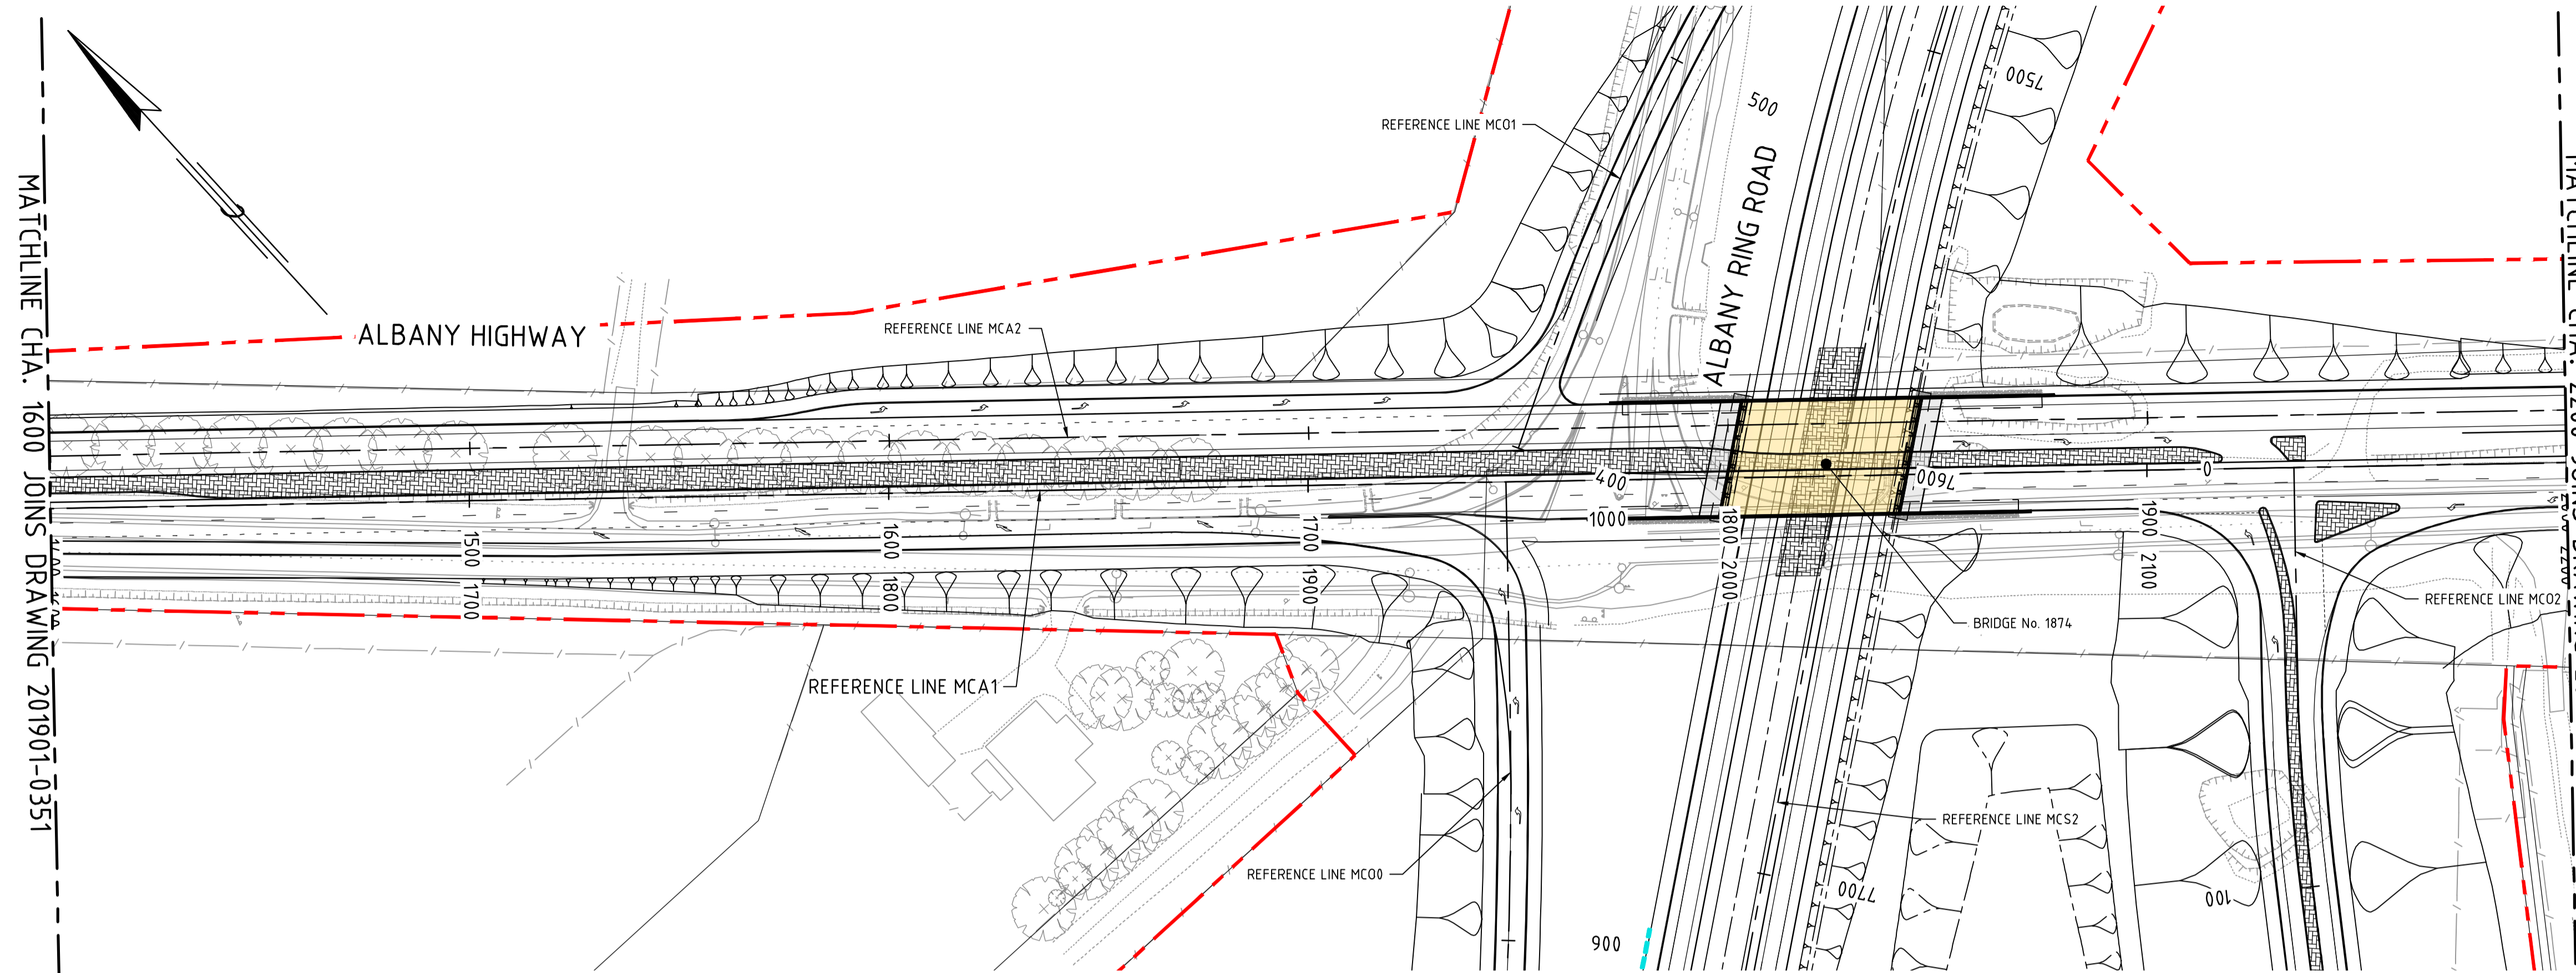 MATCHLINE CHA. 1600 JOINS DRAWING 201901-0351
ALBANY HIGHWAY
REFERENCE LINE MCA2
REFERENCE LINE MCO1
500
7500
ALBANY RING ROAD
400
1000
7600
0
1500
1600
1700
1800
1900
1700
1800
1900
2000
2100
REFERENCE LINE MCO2
BRIDGE No. 1874
REFERENCE LINE MCA1
REFERENCE LINE MCS2
REFERENCE LINE MCO0
7700
100
900